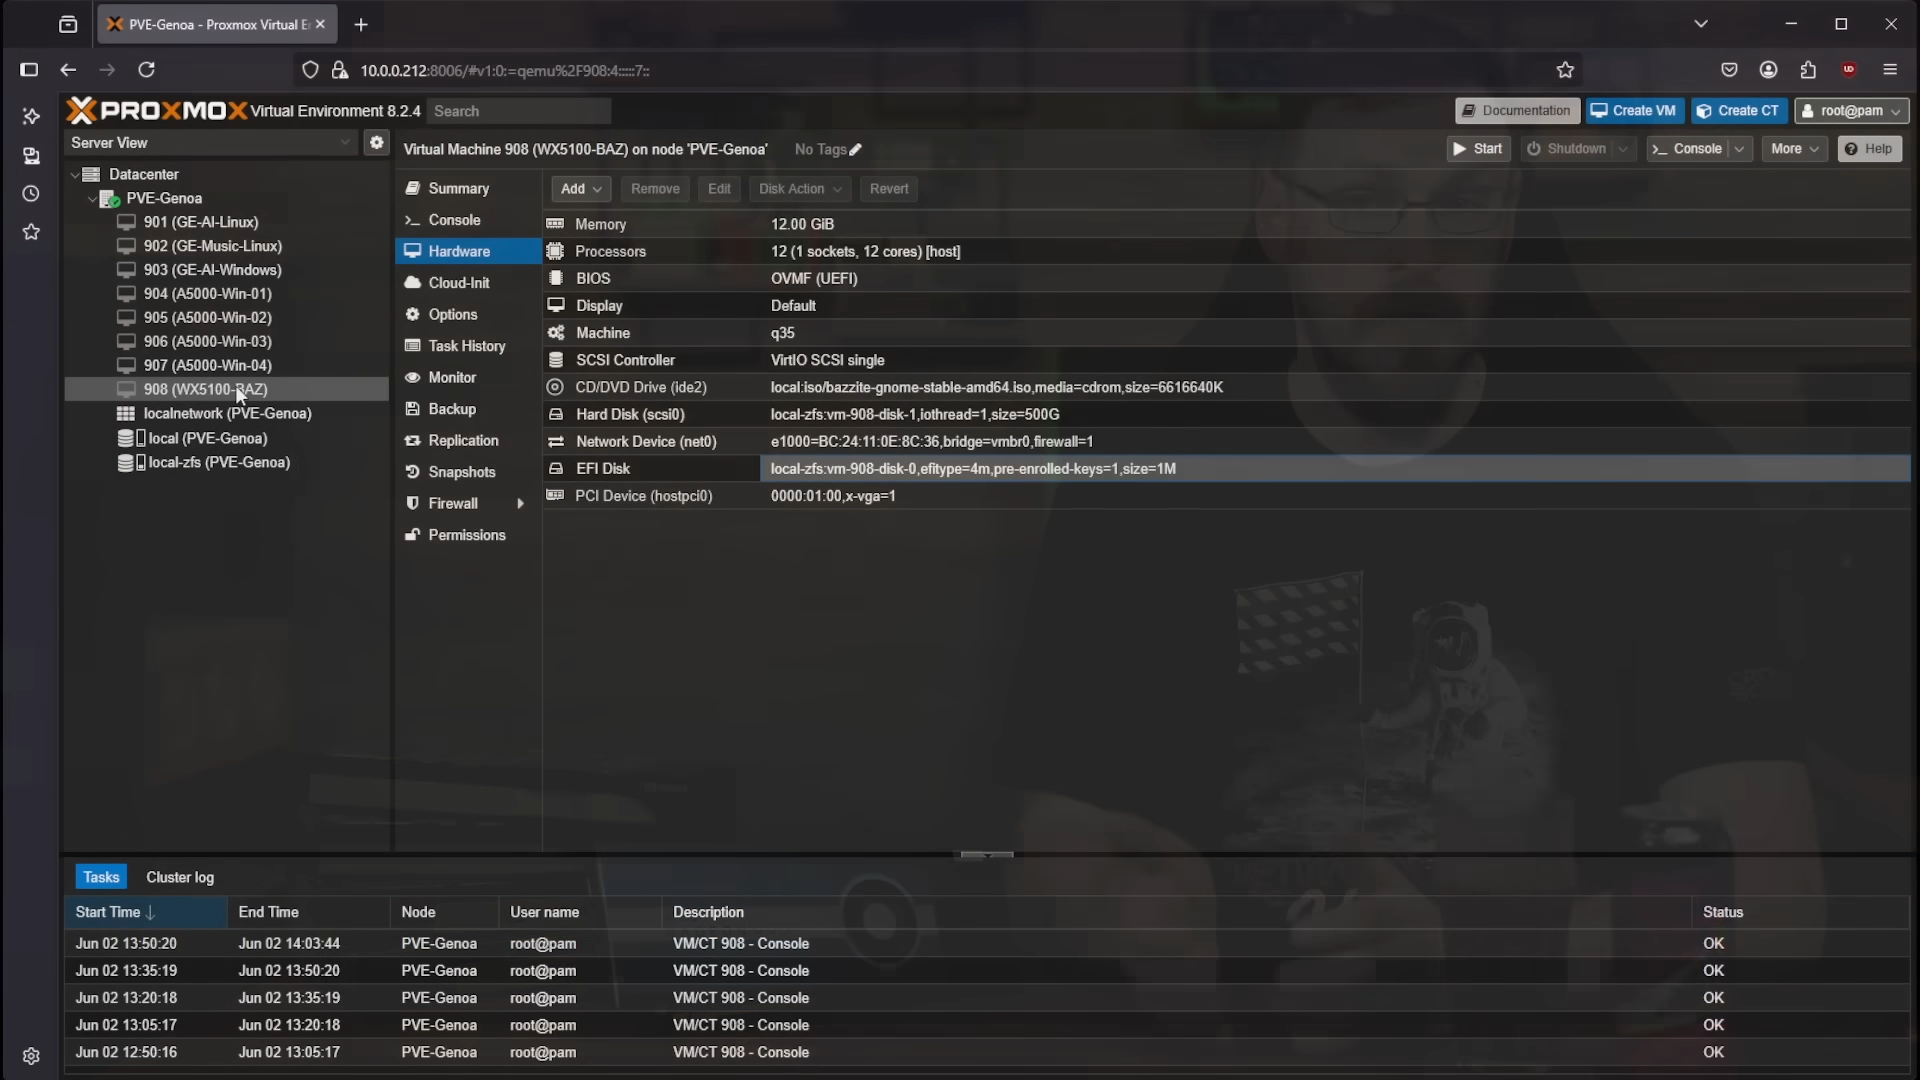 PVE-Genoa - Proxmox Virtual E
10.0.0.212:8006/#v1:0:=qemu%2F908:4:::::7::
PROXMOX Virtual Environment 8.2.4
Search
Documentation
Create VM
Create CT
root@pam
Server View
Virtual Machine 908 (WX5100-BAZ) on node 'PVE-Genoa'
No Tags
Start
Shutdown
Console
More
Help
Datacenter
PVE-Genoa
901 (GE-AI-Linux)
902 (GE-Music-Linux)
903 (GE-AI-Windows)
904 (A5000-Win-01)
905 (A5000-Win-02)
906 (A5000-Win-03)
907 (A5000-Win-04)
908 (WX5100-BAZ)
localnetwork (PVE-Genoa)
local (PVE-Genoa)
local-zfs (PVE-Genoa)
Summary
Console
Hardware
Cloud-Init
Options
Task History
Monitor
Backup
Replication
Snapshots
Firewall
Permissions
Add
Remove
Edit
Disk Action
Revert
Memory 12.00 GiB
Processors 12 (1 sockets, 12 cores) [host]
BIOS OVMF (UEFI)
Display Default
Machine q35
SCSI Controller VirtIO SCSI single
CD/DVD Drive (ide2) local:iso/bazzite-gnome-stable-amd64.iso,media=cdrom,size=6616640K
Hard Disk (scsi0) local-zfs:vm-908-disk-1,iothread=1,size=500G
Network Device (net0) e1000=BC:24:11:0E:8C:36,bridge=vmbr0,firewall=1
EFI Disk local-zfs:vm-908-disk-0,efitype=4m,pre-enrolled-keys=1,size=1M
PCI Device (hostpci0) 0000:01:00,x-vga=1
Tasks
Cluster log
Start Time End Time Node User name Description Status
Jun 02 13:50:20 Jun 02 14:03:44 PVE-Genoa root@pam VM/CT 908 - Console OK
Jun 02 13:35:19 Jun 02 13:50:20 PVE-Genoa root@pam VM/CT 908 - Console OK
Jun 02 13:20:18 Jun 02 13:35:19 PVE-Genoa root@pam VM/CT 908 - Console OK
Jun 02 13:05:17 Jun 02 13:20:18 PVE-Genoa root@pam VM/CT 908 - Console OK
Jun 02 12:50:16 Jun 02 13:05:17 PVE-Genoa root@pam VM/CT 908 - Console OK